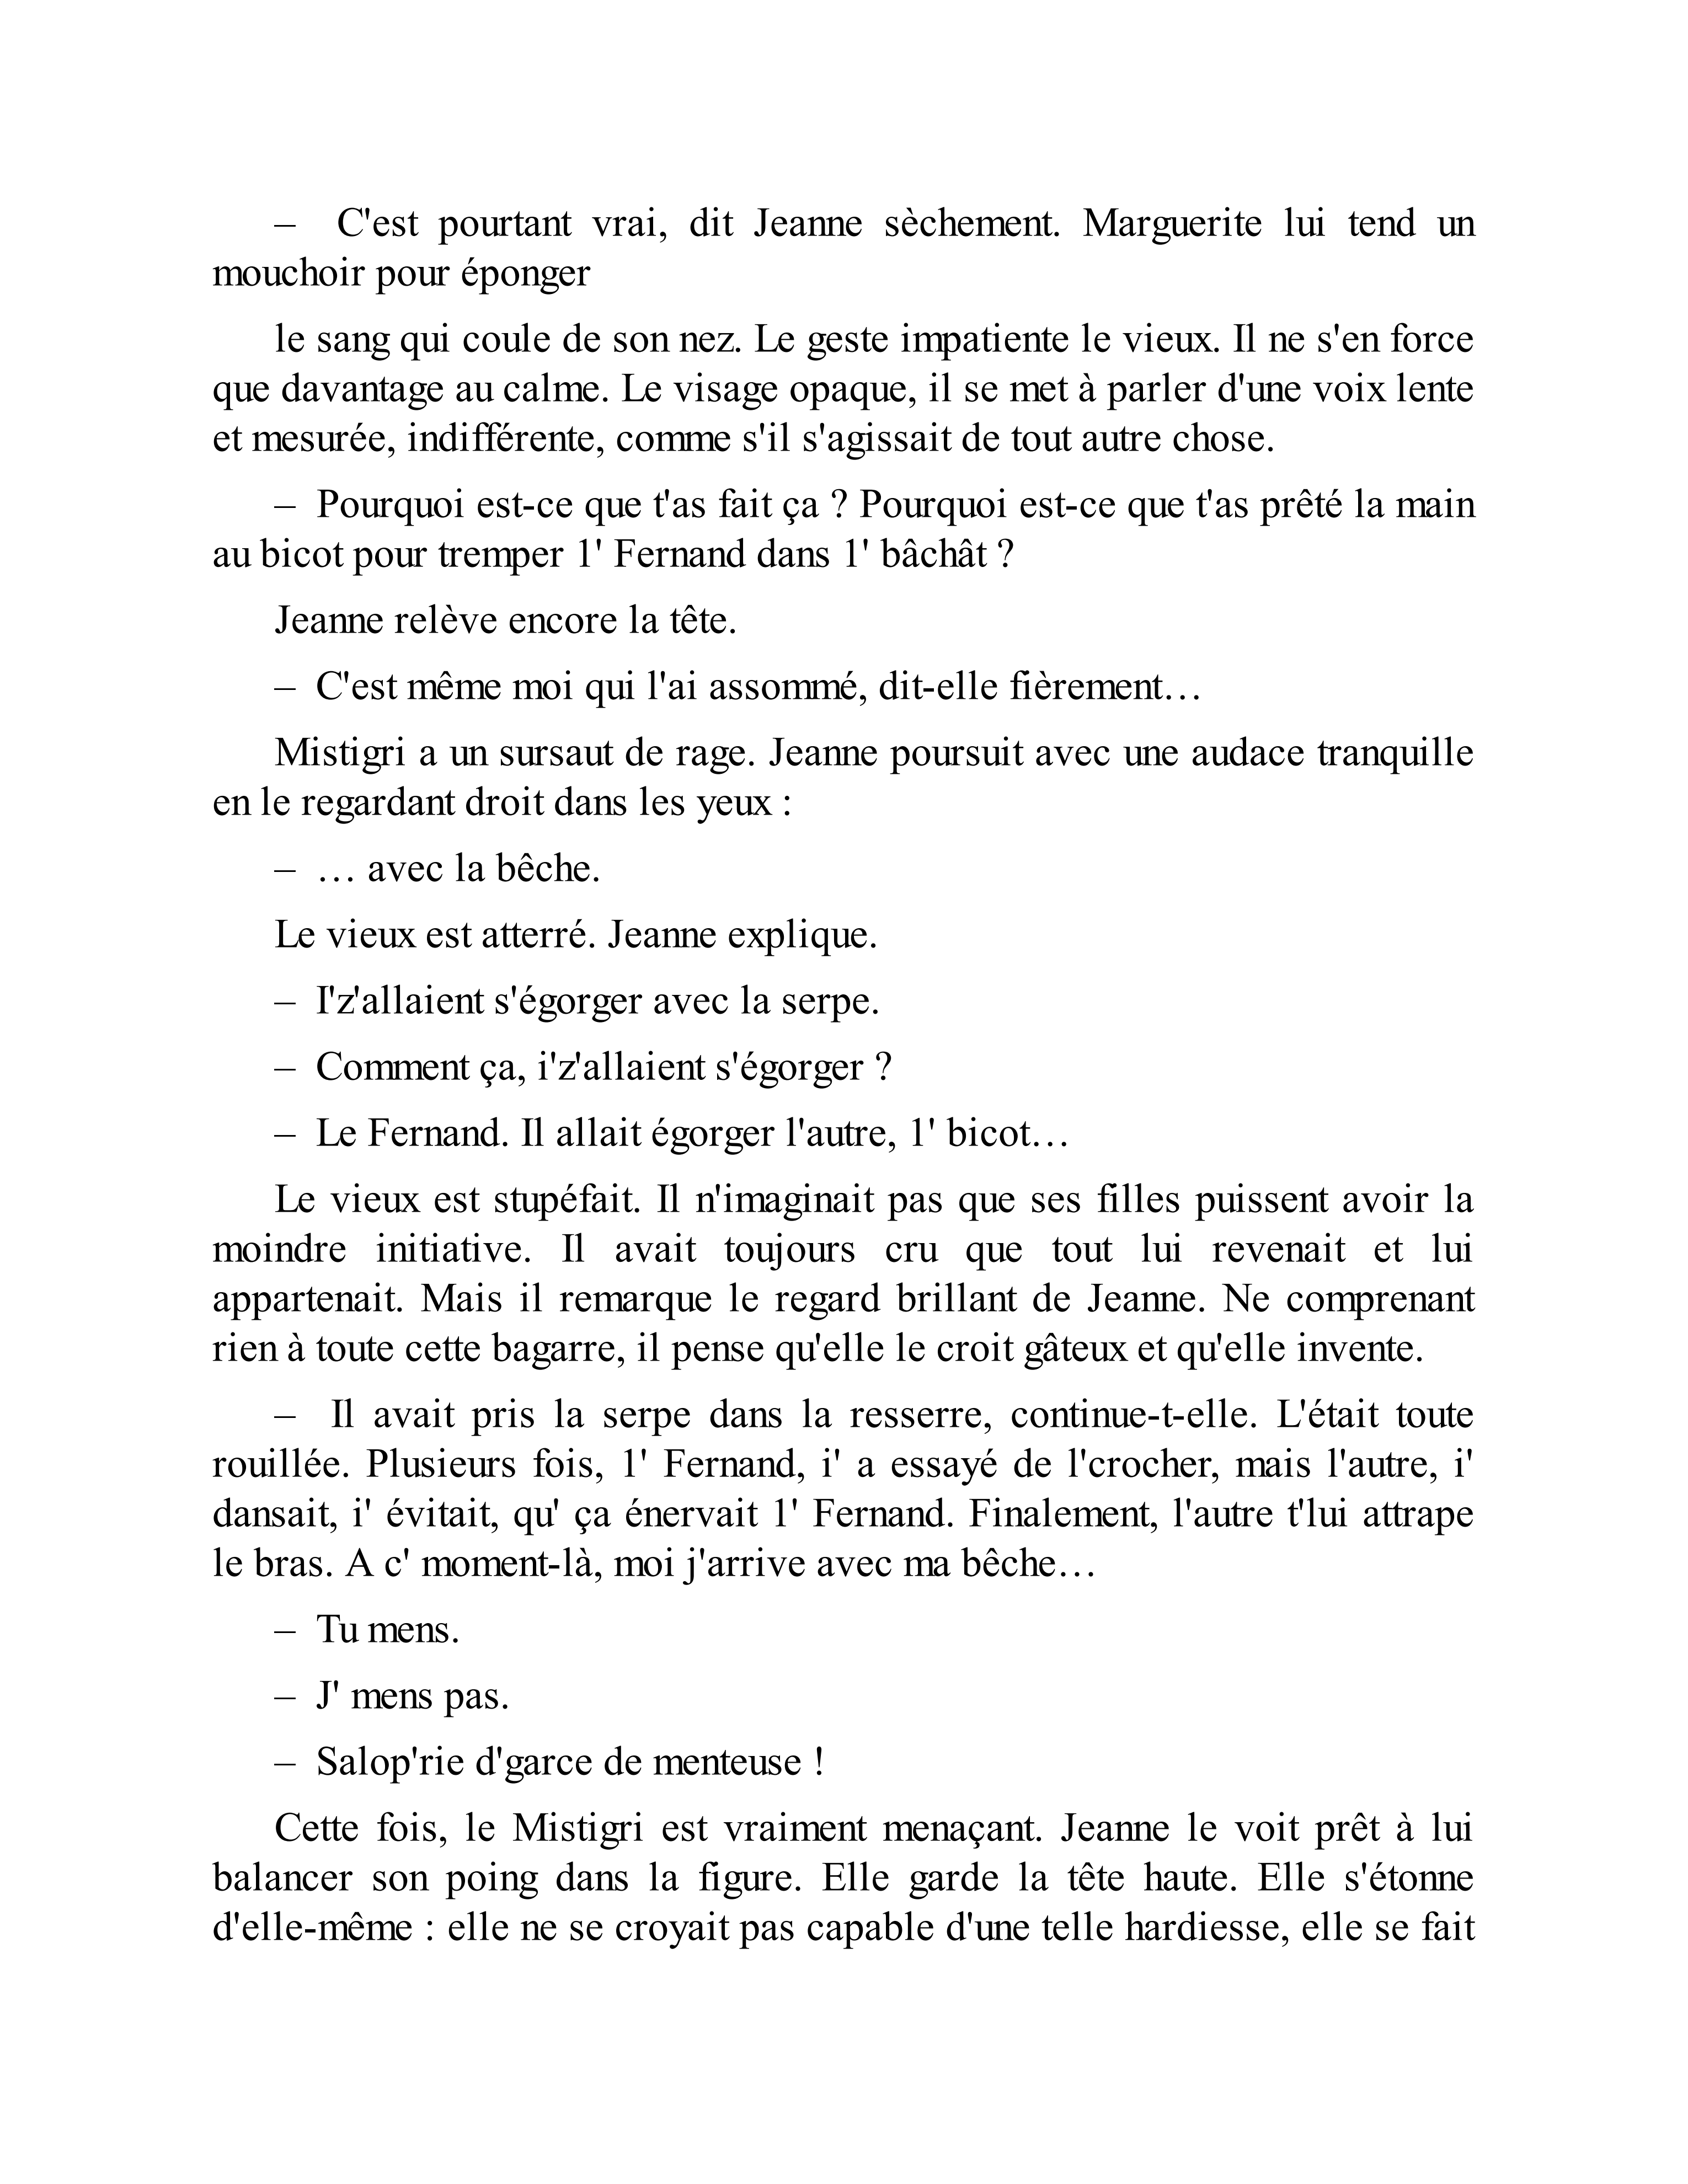 – C'est pourtant vrai, dit Jeanne sèchement. Marguerite lui tend un
mouchoir pour éponger
le sang qui coule de son nez. Le geste impatiente le vieux. Il ne s'en force
que davantage au calme. Le visage opaque, il se met à parler d'une voix lente
et mesurée, indifférente, comme s'il s'agissait de tout autre chose.
– Pourquoi est-ce que t'as fait ça ? Pourquoi est-ce que t'as prêté la main
au bicot pour tremper 1' Fernand dans 1' bâchât ?
Jeanne relève encore la tête.
– C'est même moi qui l'ai assommé, dit-elle fièrement…
Mistigri a un sursaut de rage. Jeanne poursuit avec une audace tranquille
en le regardant droit dans les yeux :
– … avec la bêche.
Le vieux est atterré. Jeanne explique.
– I'z'allaient s'égorger avec la serpe.
– Comment ça, i'z'allaient s'égorger ?
– Le Fernand. Il allait égorger l'autre, 1' bicot…
Le vieux est stupéfait. Il n'imaginait pas que ses filles puissent avoir la
moindre initiative. Il avait toujours cru que tout lui revenait et lui
appartenait. Mais il remarque le regard brillant de Jeanne. Ne comprenant
rien à toute cette bagarre, il pense qu'elle le croit gâteux et qu'elle invente.
– Il avait pris la serpe dans la resserre, continue-t-elle. L'était toute
rouillée. Plusieurs fois, 1' Fernand, i' a essayé de l'crocher, mais l'autre, i'
dansait, i' évitait, qu' ça énervait 1' Fernand. Finalement, l'autre t'lui attrape
le bras. A c' moment-là, moi j'arrive avec ma bêche…
– Tu mens.
– J' mens pas.
– Salop'rie d'garce de menteuse !
Cette fois, le Mistigri est vraiment menaçant. Jeanne le voit prêt à lui
balancer son poing dans la figure. Elle garde la tête haute. Elle s'étonne
d'elle-même : elle ne se croyait pas capable d'une telle hardiesse, elle se fait